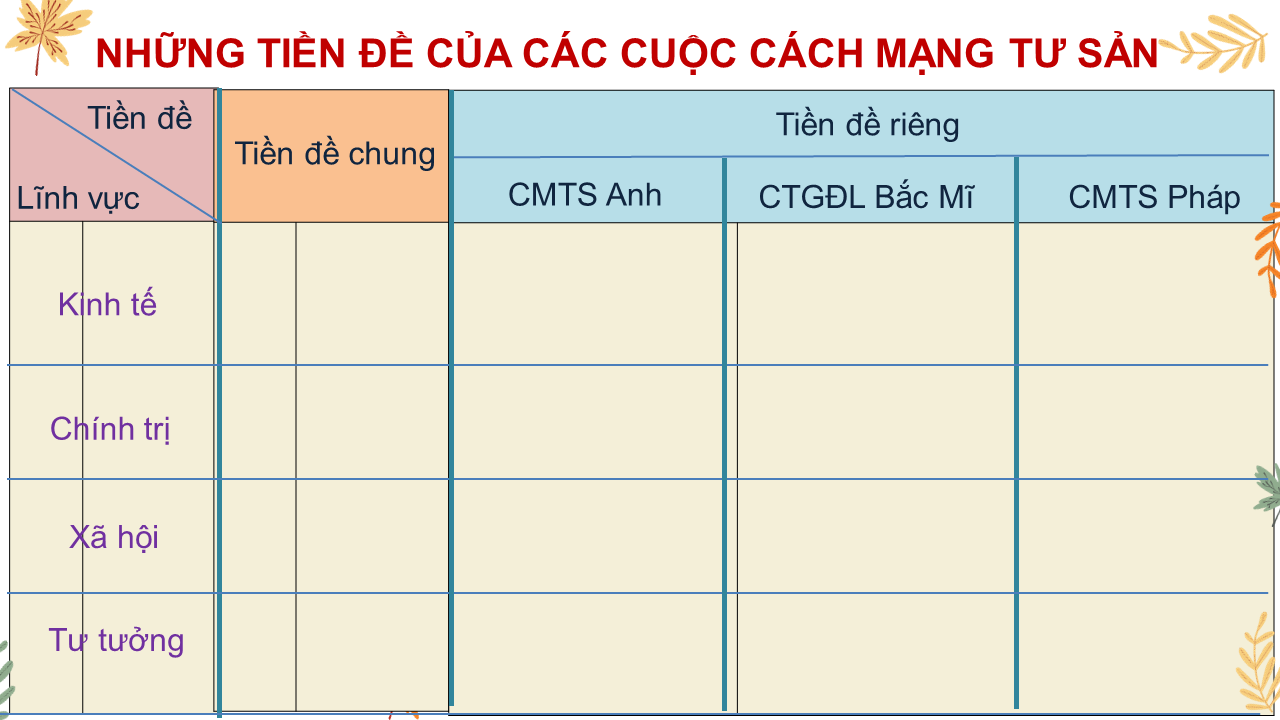 NHỮNG TIỀN ĐỀ CỦA CÁC CUỘC CÁCH MẠNG TƯ SẢN
Tiền đề
Lĩnh vực
Tiền đề chung
Tiền đề riêng
CMTS Anh
CTGĐL Bắc Mĩ
CMTS Pháp
Kinh tế
Chính trị
Xã hội
Tư tưởng